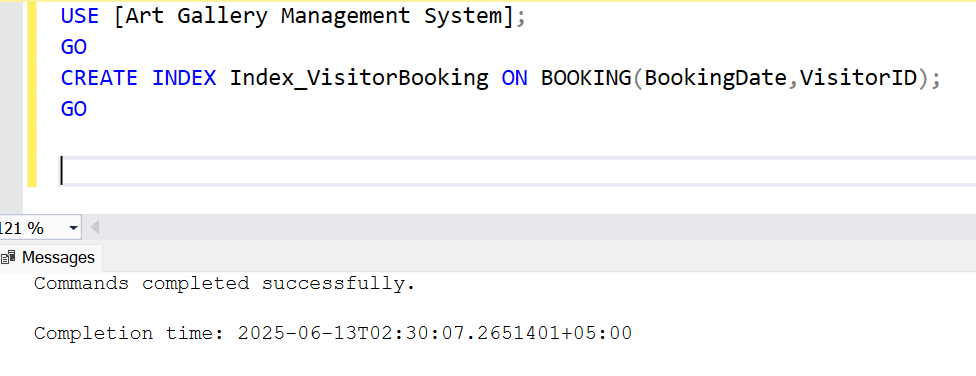 USE [Art Gallery Management System];
GO
CREATE INDEX Index_VisitorBooking ON BOOKING(BookingDate,VisitorID);
GO
121 %
Messages
Commands completed successfully.
Completion time: 2025-06-13T02:30:07.2651401+05:00